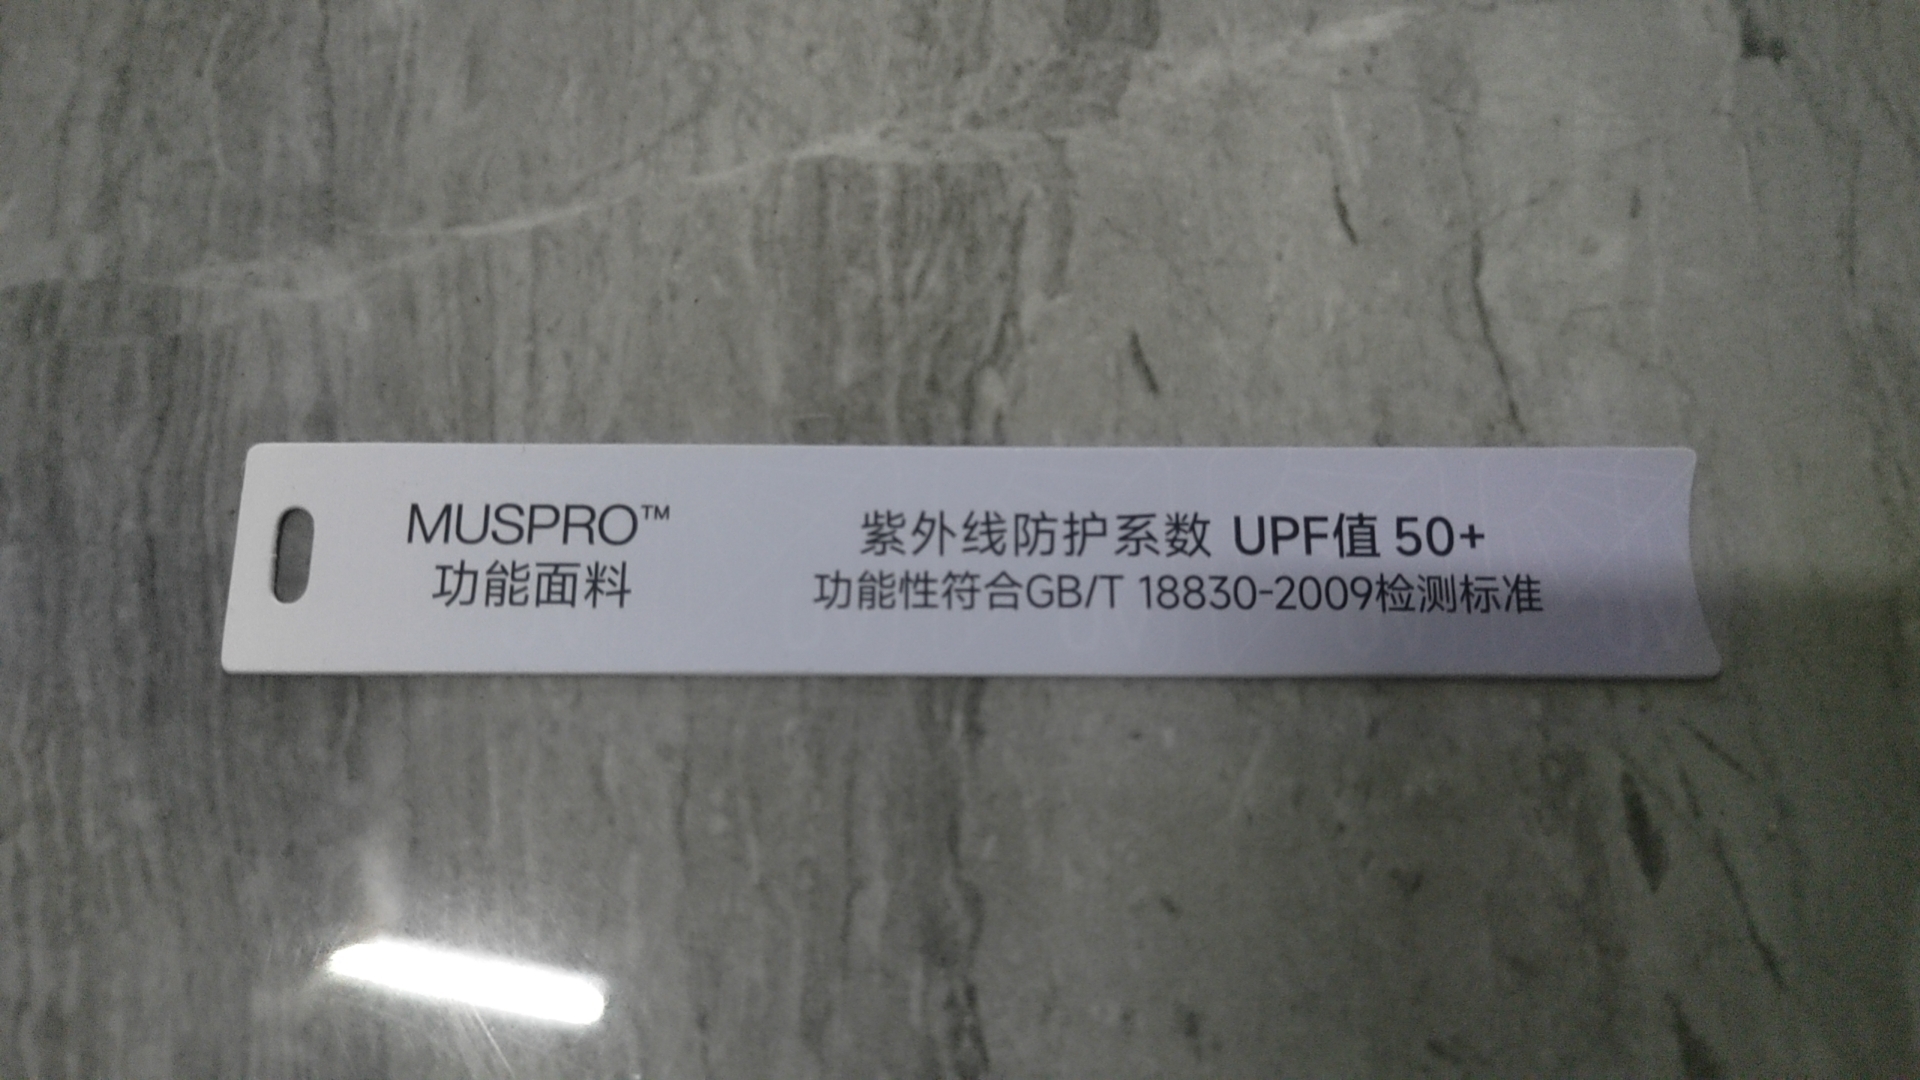 MUSPRO™
功能面料
紫外线防护系数 UPF值 50+
功能性符合GB/T 18830-2009检测标准